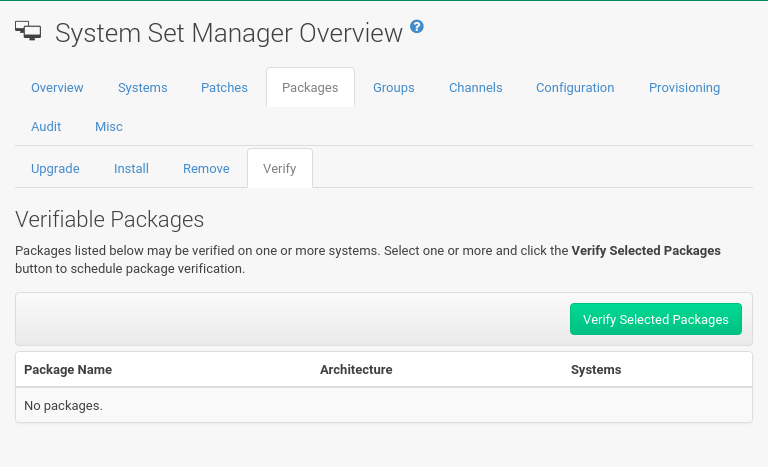 System Set Manager Overview ?
Overview Systems Patches Packages Groups Channels Configuration Provisioning
Audit Misc
Upgrade Install Remove Verify
Verifiable Packages
Packages listed below may be verified on one or more systems. Select one or more and click the Verify Selected Packages
button to schedule package verification.
Verify Selected Packages
Package Name Architecture Systems
No packages.